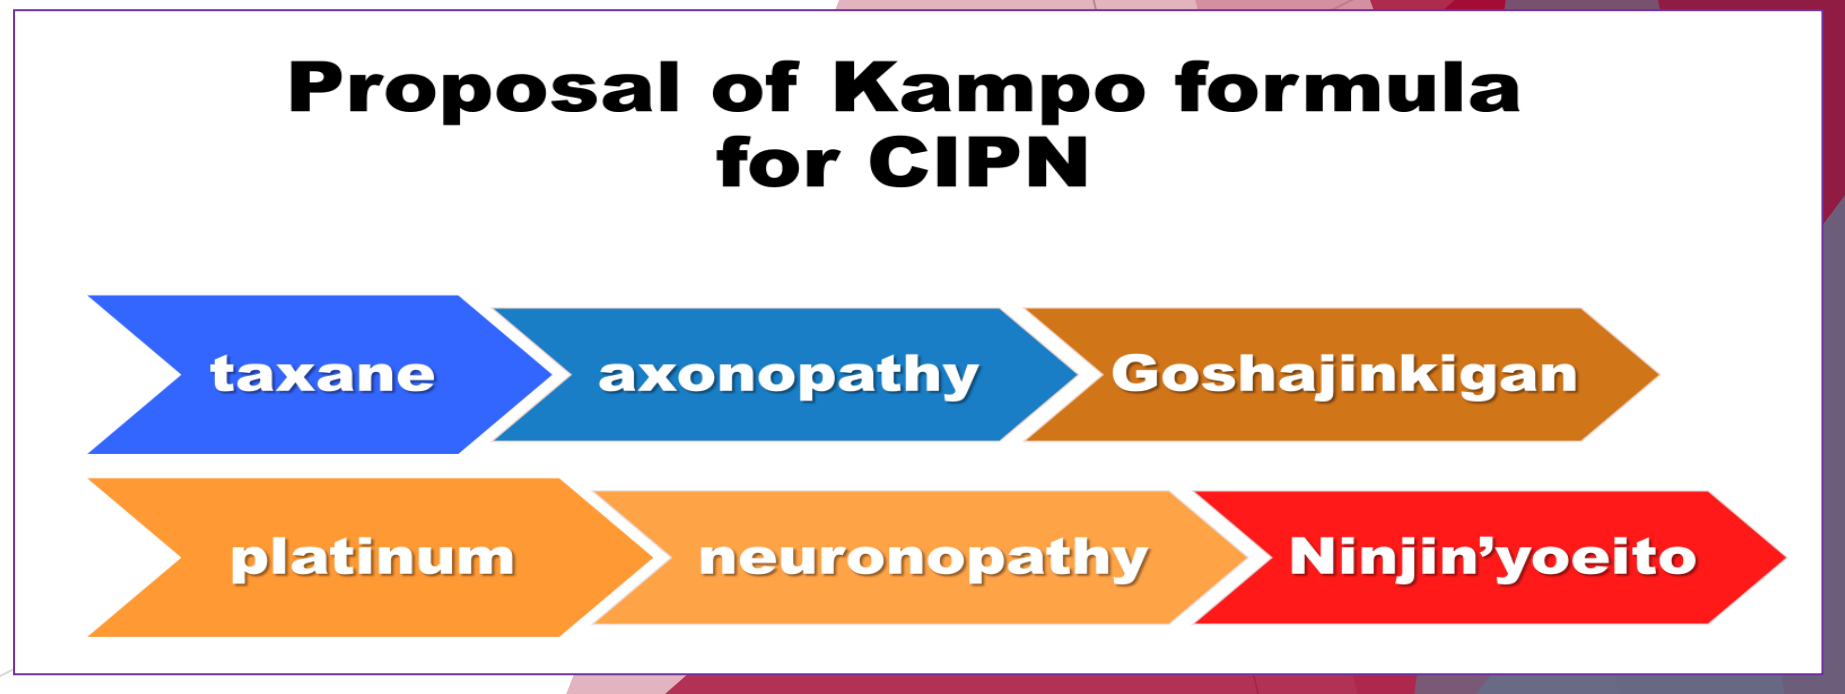 Proposal of Kampo formula
for CIPN
taxane
axonopathy
Goshajinkigan
platinum
neuronopathy
Ninjin’yoeito